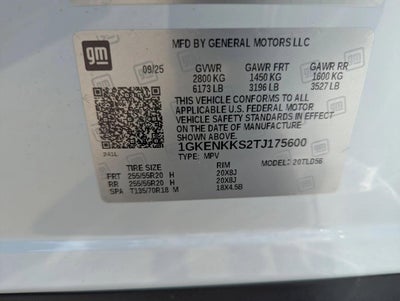 gm
MFD BY GENERAL MOTORS LLC
09/25 GVWR GAWR FRT GAWR RR
2800 KG 1450 KG 1600 KG
6173 LB 3196 LB 3527 LB
THIS VEHICLE CONFORMS TO ALL
APPLICABLE U.S. FEDERAL MOTOR
VEHICLE SAFETY STANDARDS IN
EFFECT ON THE DATE OF MANUFACTURE
SHOWN ABOVE.
1GKENKKS2TJ175600
TYPE: MPV
TIRE SIZE RIM MODEL:
FRT 255/55R20 H 20X8J
RR 255/55R20 H 20X8J
SPA T135/70R18 M 18X4.5B